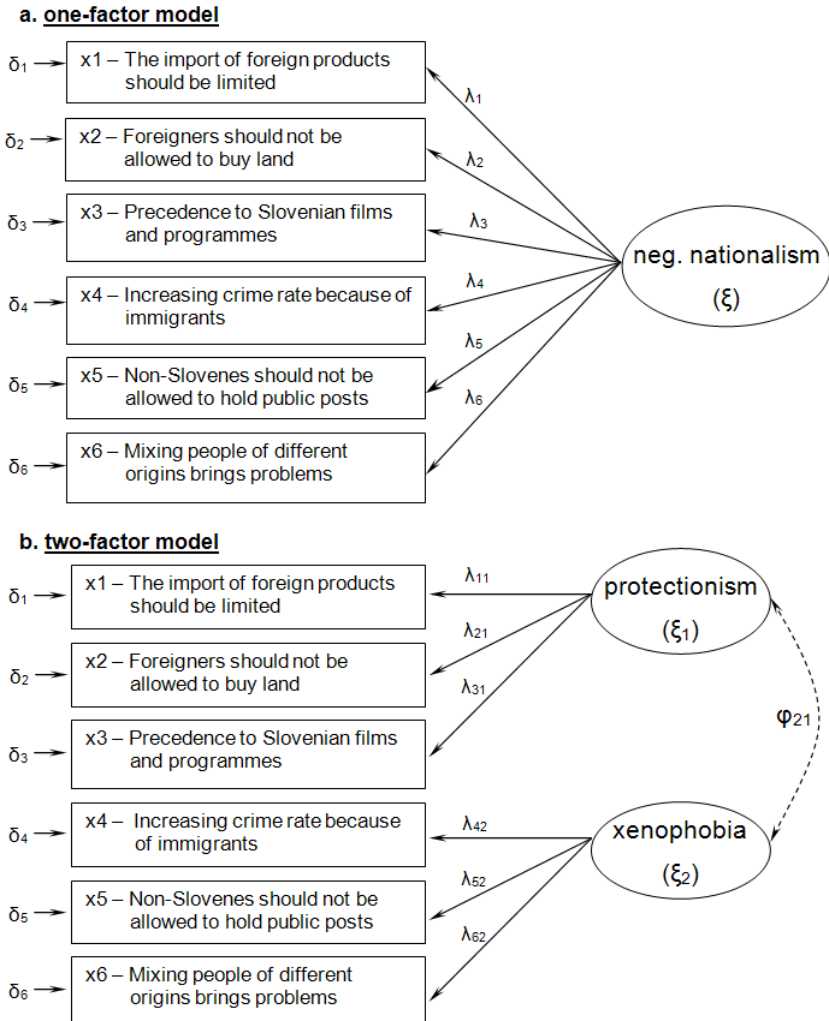 a. one-factor model
δ1
x1 – The import of foreign products
should be limited
λ1
δ2
x2 – Foreigners should not be
allowed to buy land
λ2
δ3
x3 – Precedence to Slovenian films
and programmes
λ3
neg. nationalism
(ξ)
δ4
x4 – Increasing crime rate because of
immigrants
λ4
δ5
x5 – Non-Slovenes should not be
allowed to hold public posts
λ5
δ6
x6 – Mixing people of different
origins brings problems
λ6
b. two-factor model
δ1
x1 – The import of foreign products
should be limited
λ11
protectionism
(ξ1)
δ2
x2 – Foreigners should not be
allowed to buy land
λ21
δ3
x3 – Precedence to Slovenian films
and programmes
λ31
φ21
δ4
x4 – Increasing crime rate because
of immigrants
λ42
xenophobia
(ξ2)
δ5
x5 – Non-Slovenes should not be
allowed to hold public posts
λ52
δ6
x6 – Mixing people of different
origins brings problems
λ62